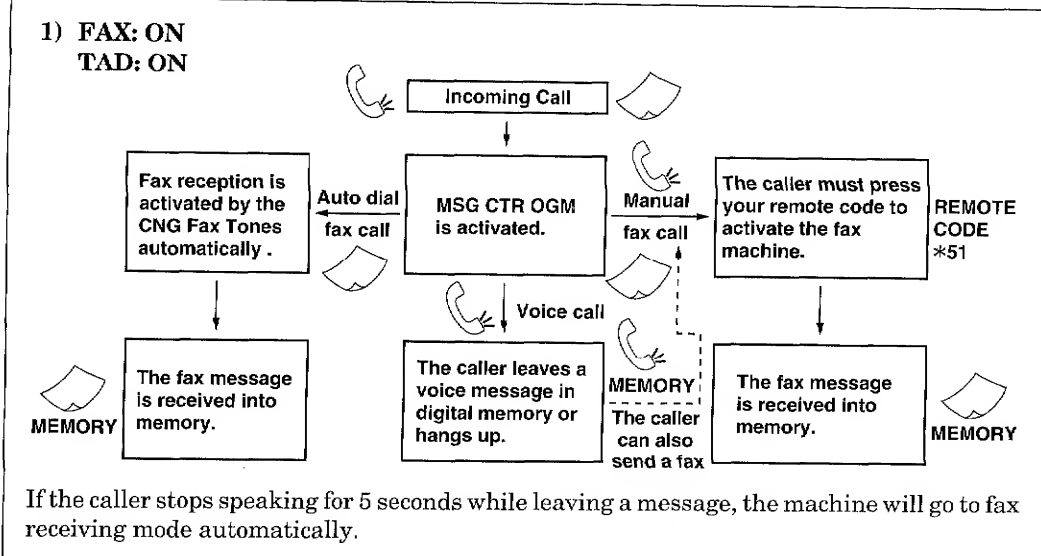 1) FAX: ON
TAD: ON
Incoming Call
Fax reception is
activated by the
CNG Fax Tones
automatically .
Auto dial
fax call
MSG CTR OGM
is activated.
Manual
fax call
The caller must press
your remote code to
activate the fax
machine.
REMOTE
CODE
*51
Voice call
MEMORY
The fax message
is received into
memory.
The caller leaves a
voice message in
digital memory or
hangs up.
MEMORY
The caller
can also
send a fax
The fax message
is received into
memory.
MEMORY
If the caller stops speaking for 5 seconds while leaving a message, the machine will go to fax
receiving mode automatically.